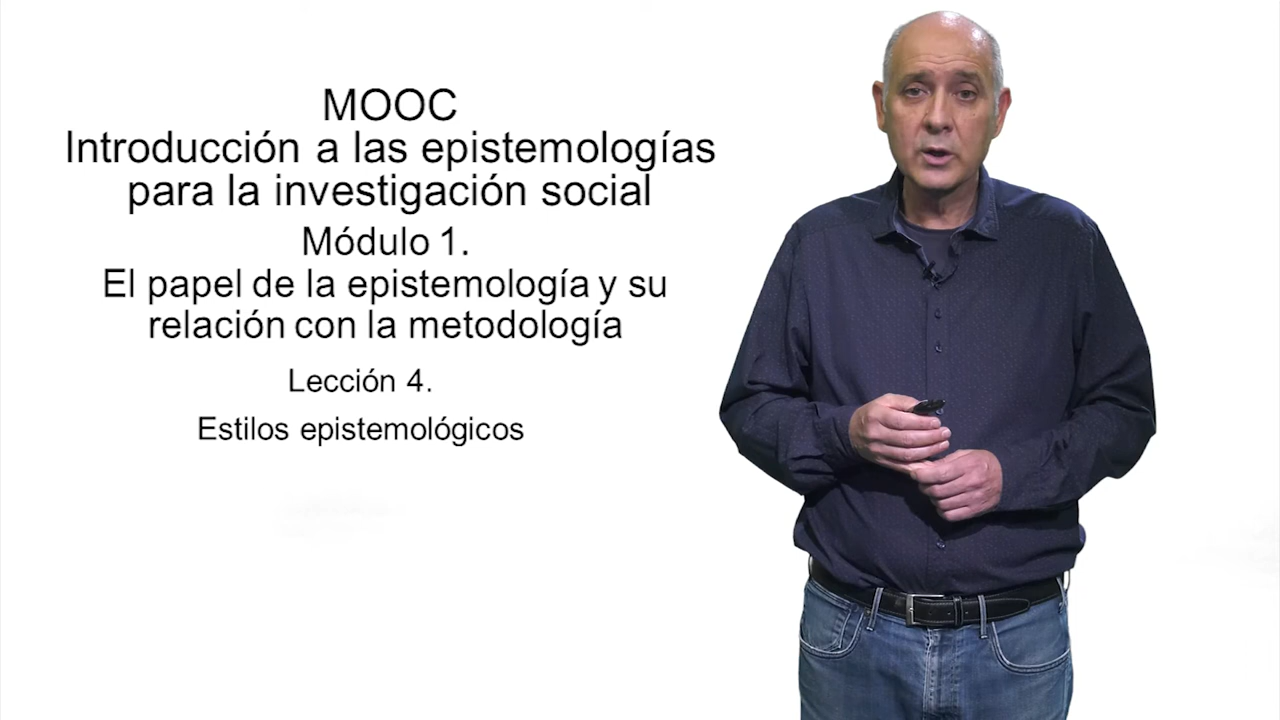 MOOC
Introducción a las epistemologías
para la investigación social
Módulo 1.
El papel de la epistemología y su
relación con la metodología
Lección 4.
Estilos epistemológicos